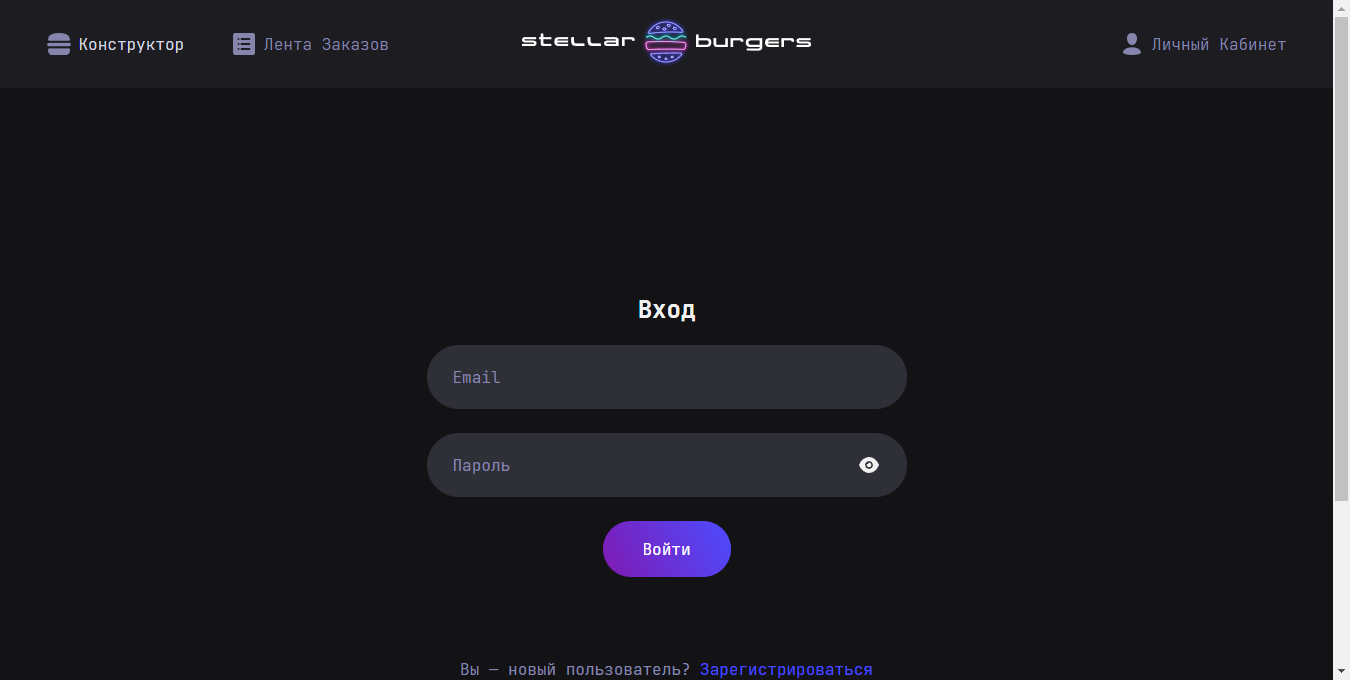 Конструктор
Лента Заказов
stellar burgers
Личный Кабинет
Вход
Email
Пароль
Войти
Вы — новый пользователь? Зарегистрироваться